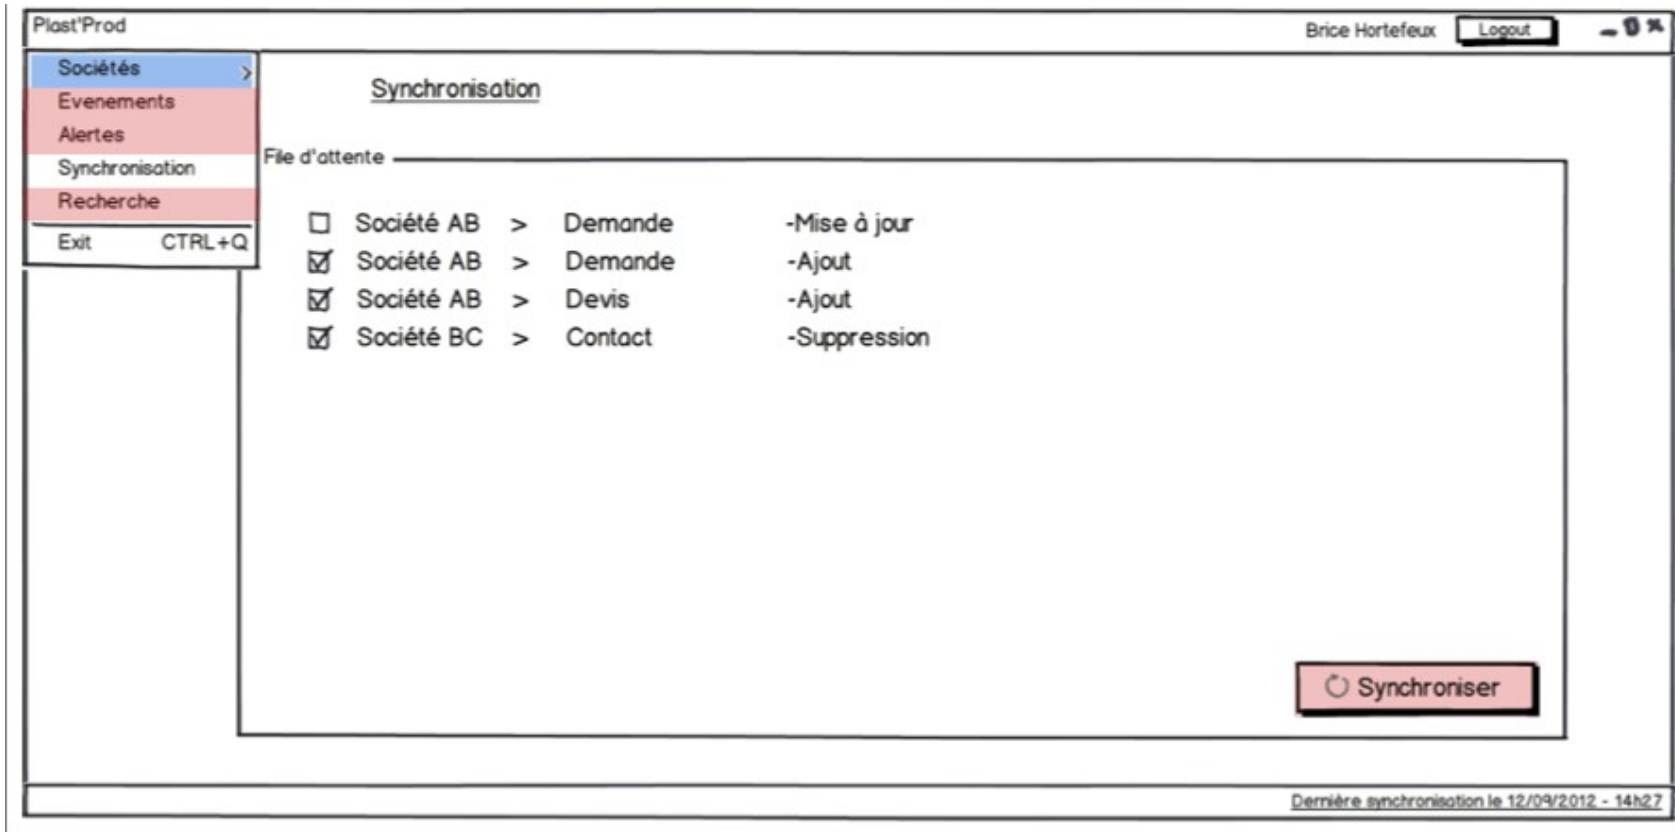 Plast'Prod
Brice Hortefeux Logout
Sociétés >
Evenements
Alertes
Synchronisation
Recherche
Exit CTRL+Q
Synchronisation
File d'attente
Société AB > Demande -Mise à jour
Société AB > Demande -Ajout
Société AB > Devis -Ajout
Société BC > Contact -Suppression
Synchroniser
Dernière synchronisation le 12/09/2012 - 14h27